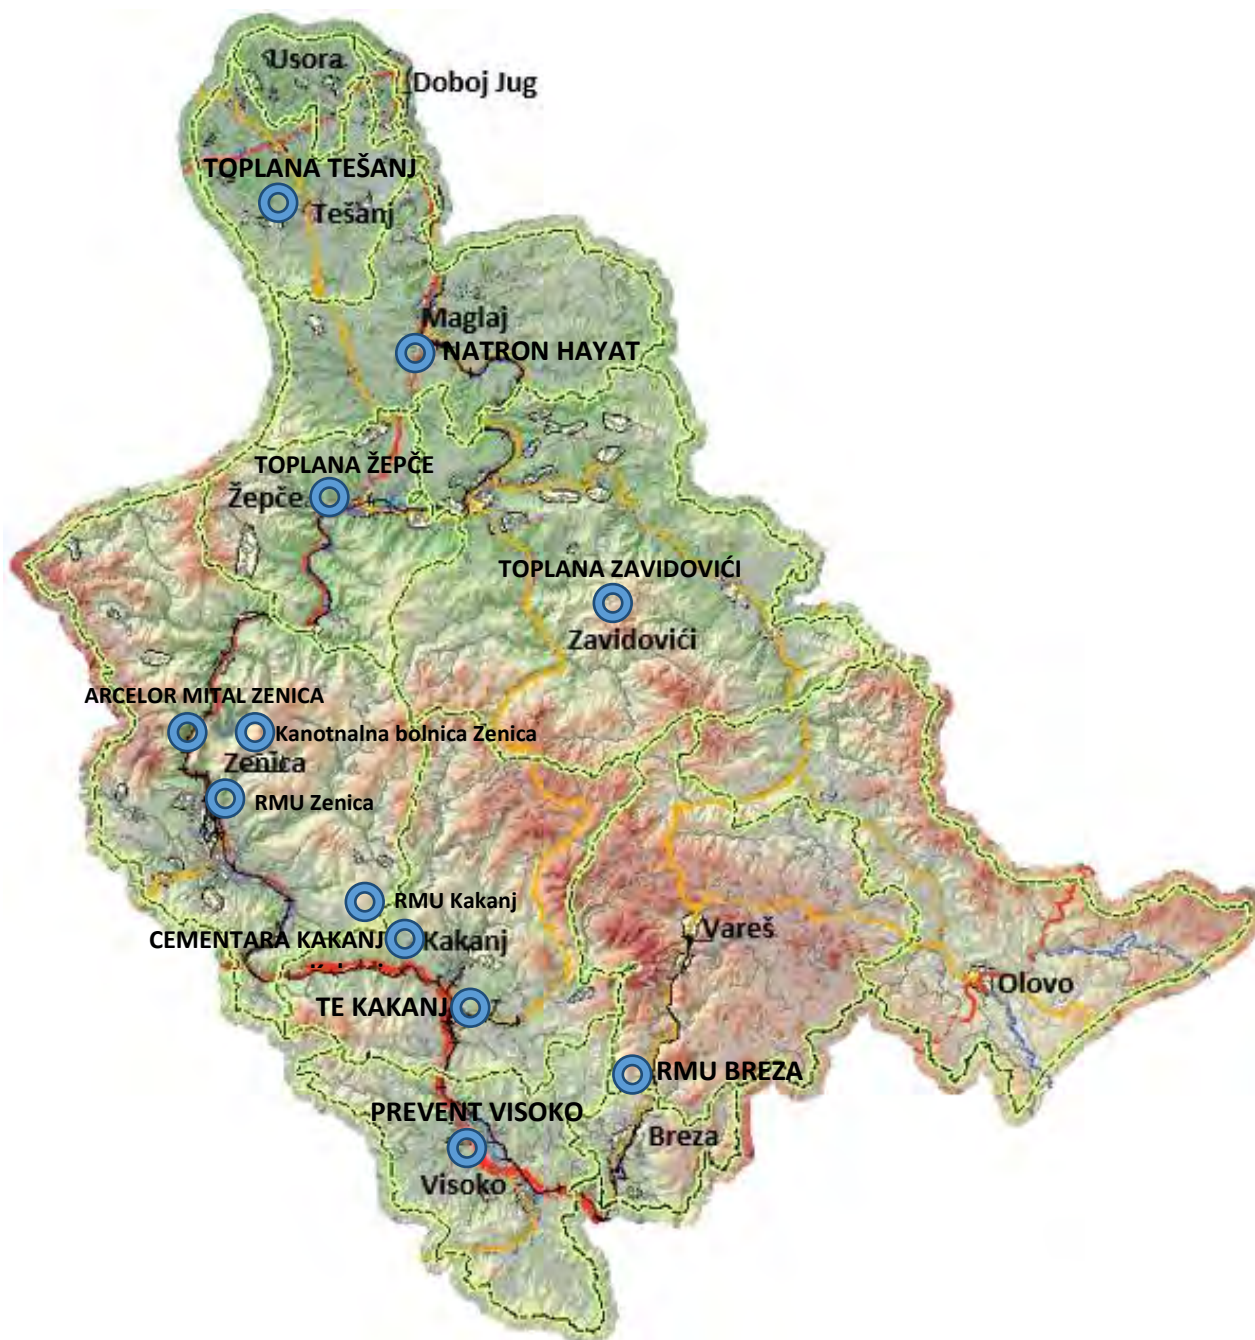 Usora
Doboj Jug
TOPLANA TEŠANJ
Tešanj
Maglaj
NATRON HAYAT
TOPLANA ŽEPČE
Žepče
TOPLANA ZAVIDOVIĆI
Zavidovići
ARCELOR MITAL ZENICA
Kanotnalna bolnica Zenica
Zenica
RMU Zenica
RMU Kakanj
CEMENTARA KAKANJ
Kakanj
Vareš
Olovo
TE KAKANJ
RMU BREZA
PREVENT VISOKO
Breza
Visoko